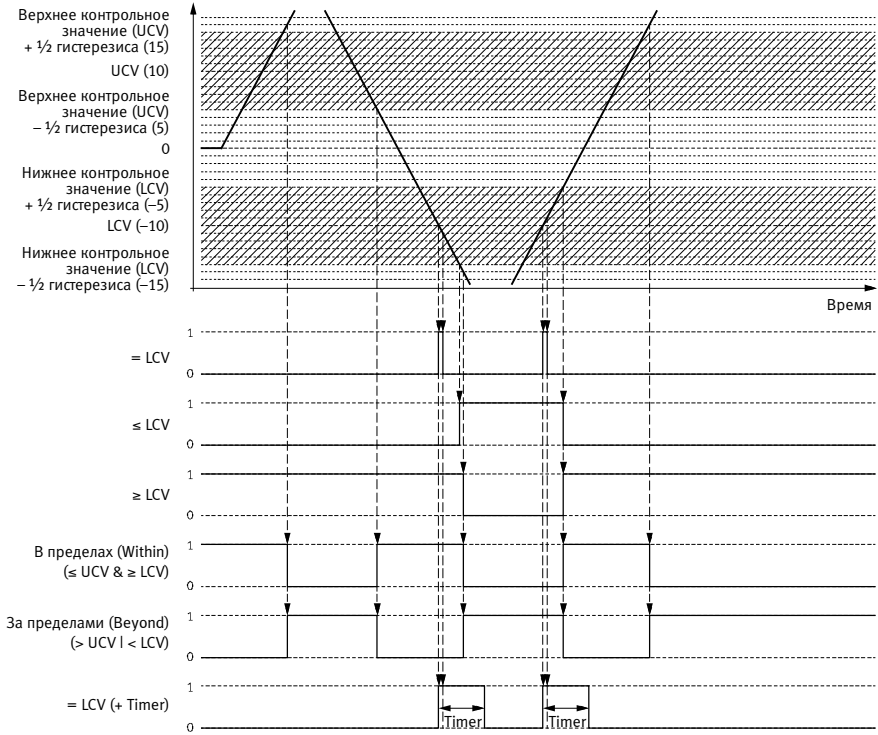 Верхнее контрольное
значение (UCV)
+ ½ гистерезиса (15)
UCV (10)
Верхнее контрольное
значение (UCV)
– ½ гистерезиса (5)
0
Нижнее контрольное
значение (LCV)
+ ½ гистерезиса (–5)
LCV (–10)
Нижнее контрольное
значение (LCV)
– ½ гистерезиса (–15)
Время
1
= LCV
0
1
≤ LCV
0
1
≥ LCV
0
1
В пределах (Within)
(≤ UCV & ≥ LCV)
0
1
За пределами (Beyond)
(> UCV | < LCV)
0
1
= LCV (+ Timer)
Timer Timer
0